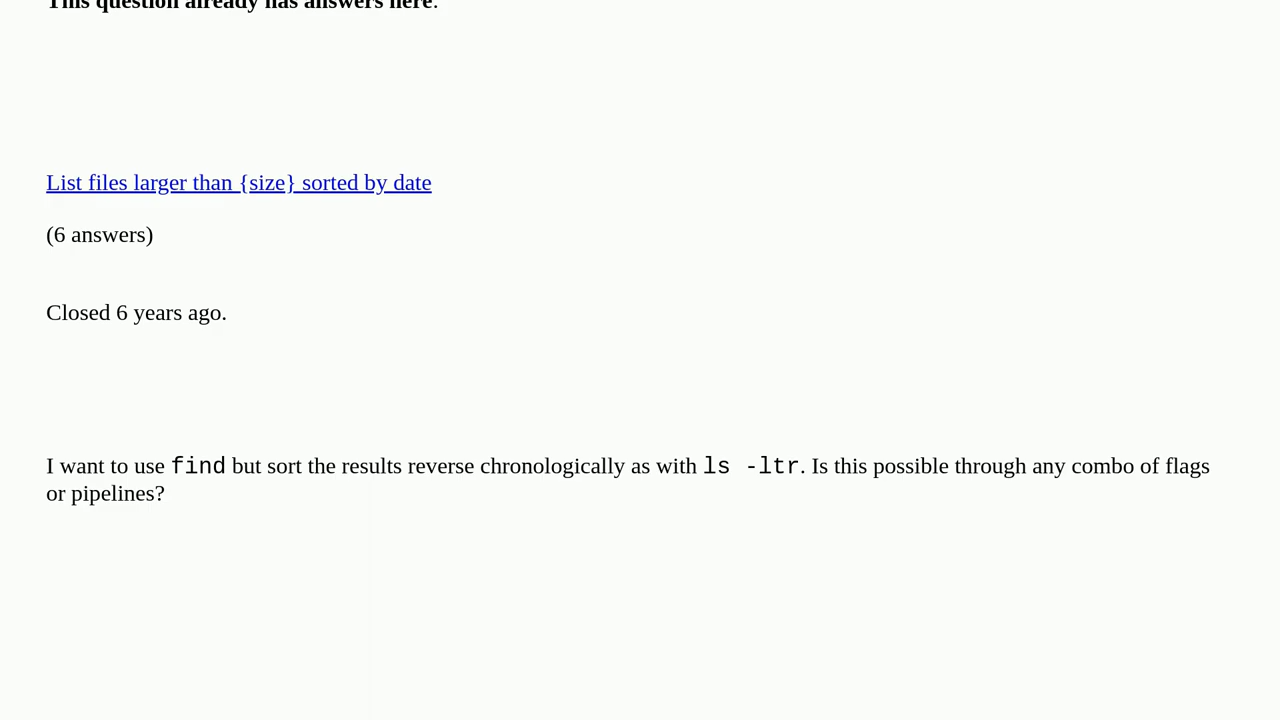 This question already has answers here:
List files larger than {size} sorted by date
(6 answers)
Closed 6 years ago.
I want to use find but sort the results reverse chronologically as with ls -ltr. Is this possible through any combo of flags
or pipelines?